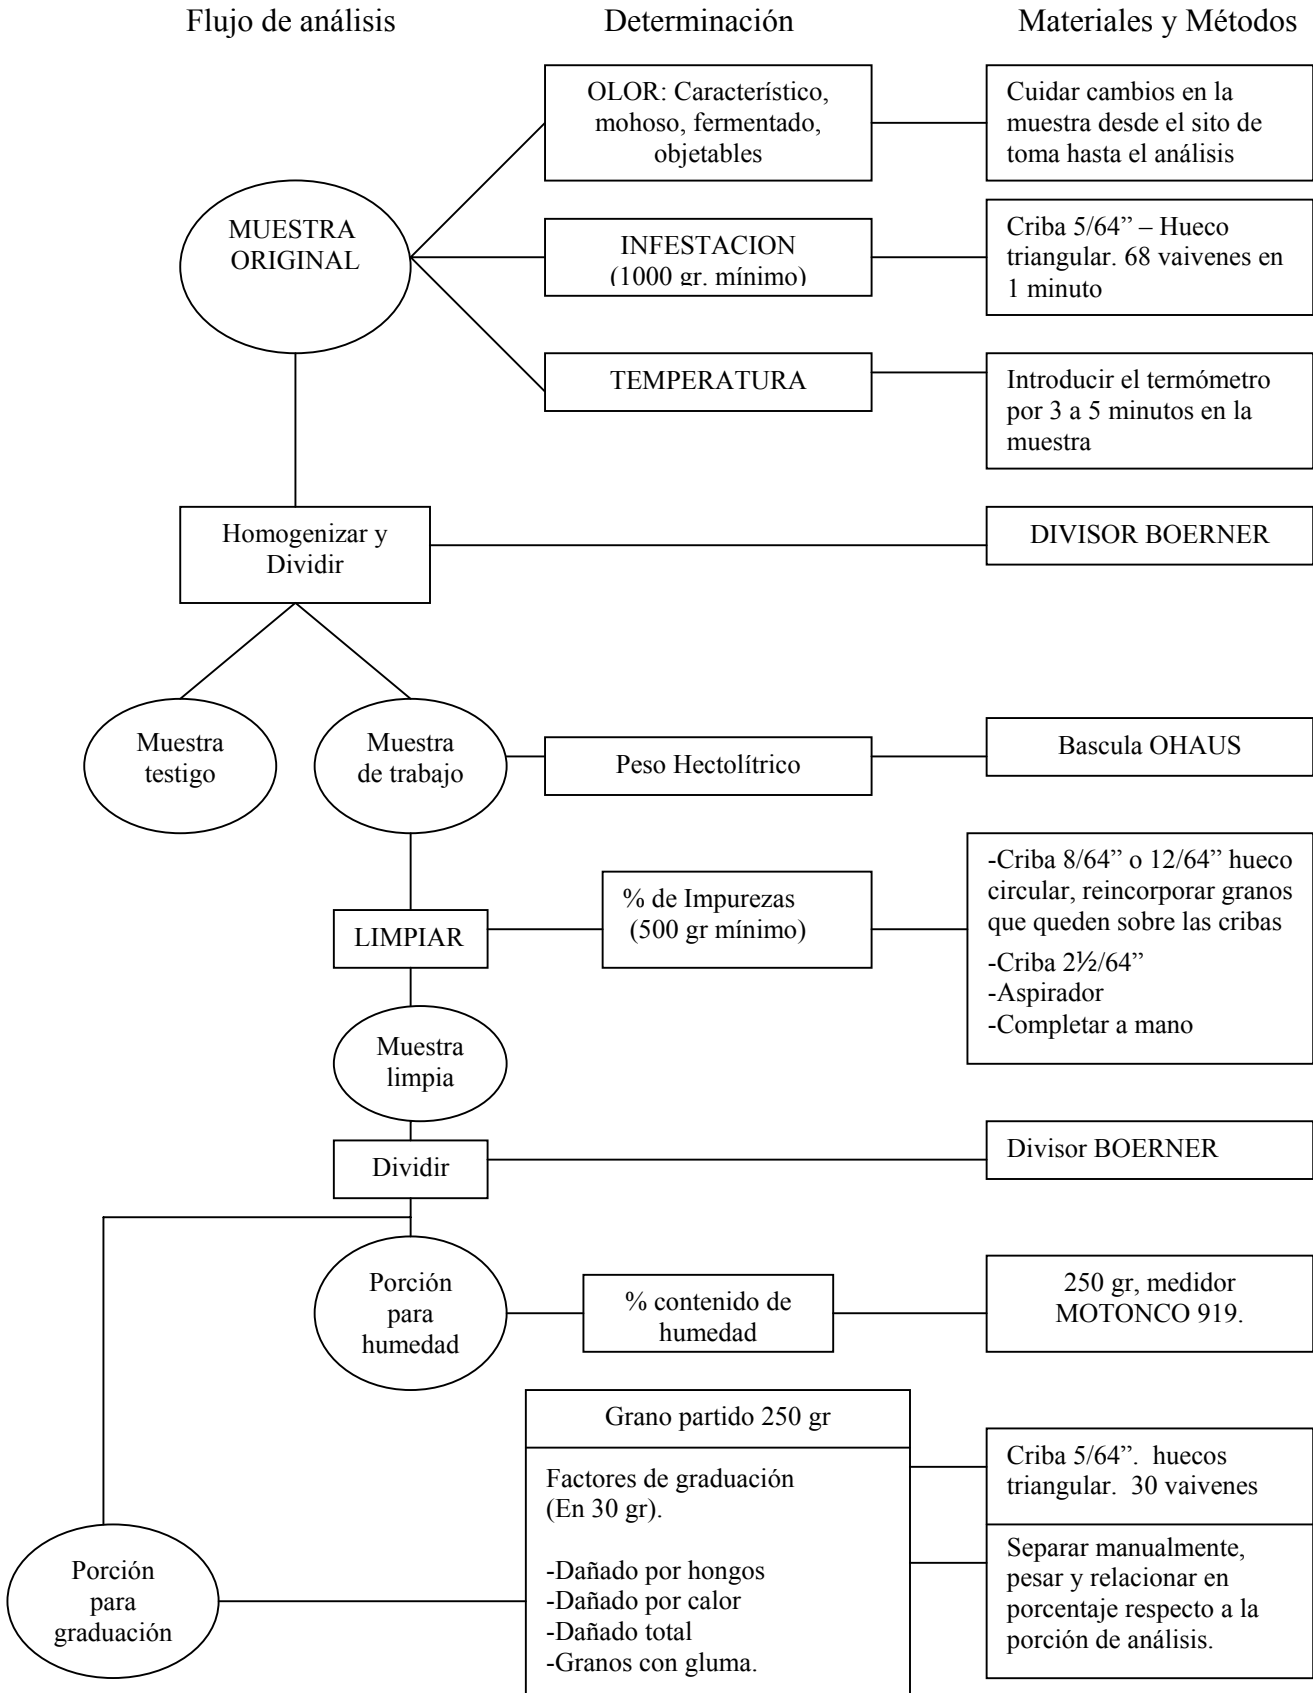 Flujo de análisis
Determinación
Materiales y Métodos
OLOR: Característico,
mohoso, fermentado,
objetables
Cuidar cambios en la
muestra desde el sito de
toma hasta el análisis
MUESTRA
ORIGINAL
INFESTACION
(1000 gr. mínimo)
Criba 5/64” – Hueco
triangular. 68 vaivenes en
1 minuto
TEMPERATURA
Introducir el termómetro
por 3 a 5 minutos en la
muestra
Homogenizar y
Dividir
DIVISOR BOERNER
Muestra
testigo
Muestra
de trabajo
Peso Hectolítrico
Bascula OHAUS
LIMPIAR
% de Impurezas
(500 gr mínimo)
-Criba 8/64” o 12/64” hueco
circular, reincorporar granos
que queden sobre las cribas
-Criba 2½/64”
-Aspirador
-Completar a mano
Muestra
limpia
Dividir
Divisor BOERNER
Porción
para
humedad
% contenido de
humedad
250 gr, medidor
MOTONCO 919.
Grano partido 250 gr
Criba 5/64”. huecos
triangular. 30 vaivenes
Porción
para
graduación
Factores de graduación
(En 30 gr).
-Dañado por hongos
-Dañado por calor
-Dañado total
-Granos con gluma.
Separar manualmente,
pesar y relacionar en
porcentaje respecto a la
porción de análisis.